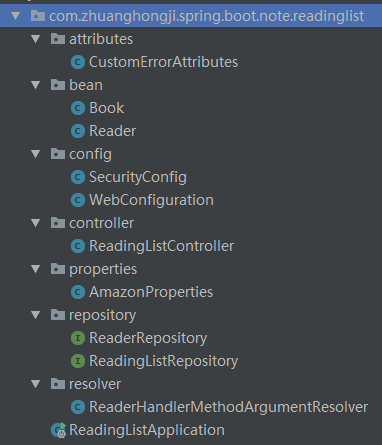 com.zhuanghongji.spring.boot.note.readinglist
attributes
CustomErrorAttributes
bean
Book
Reader
config
SecurityConfig
WebConfiguration
controller
ReadingListController
properties
AmazonProperties
repository
ReaderRepository
ReadingListRepository
resolver
ReaderHandlerMethodArgumentResolver
ReadingListApplication